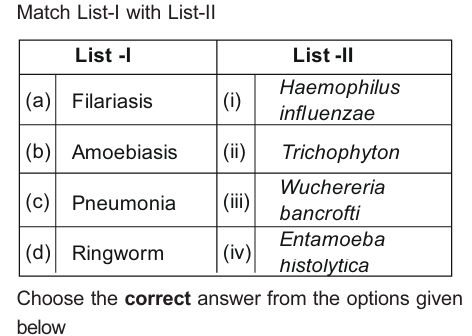 Match List-I with List-II
List -I List -II
(a) Filariasis (i) Haemophilus
influenzae
(b) Amoebiasis (ii) Trichophyton
(c) Pneumonia (iii) Wuchereria
bancrofti
(d) Ringworm (iv) Entamoeba
histolytica
Choose the correct answer from the options given
below